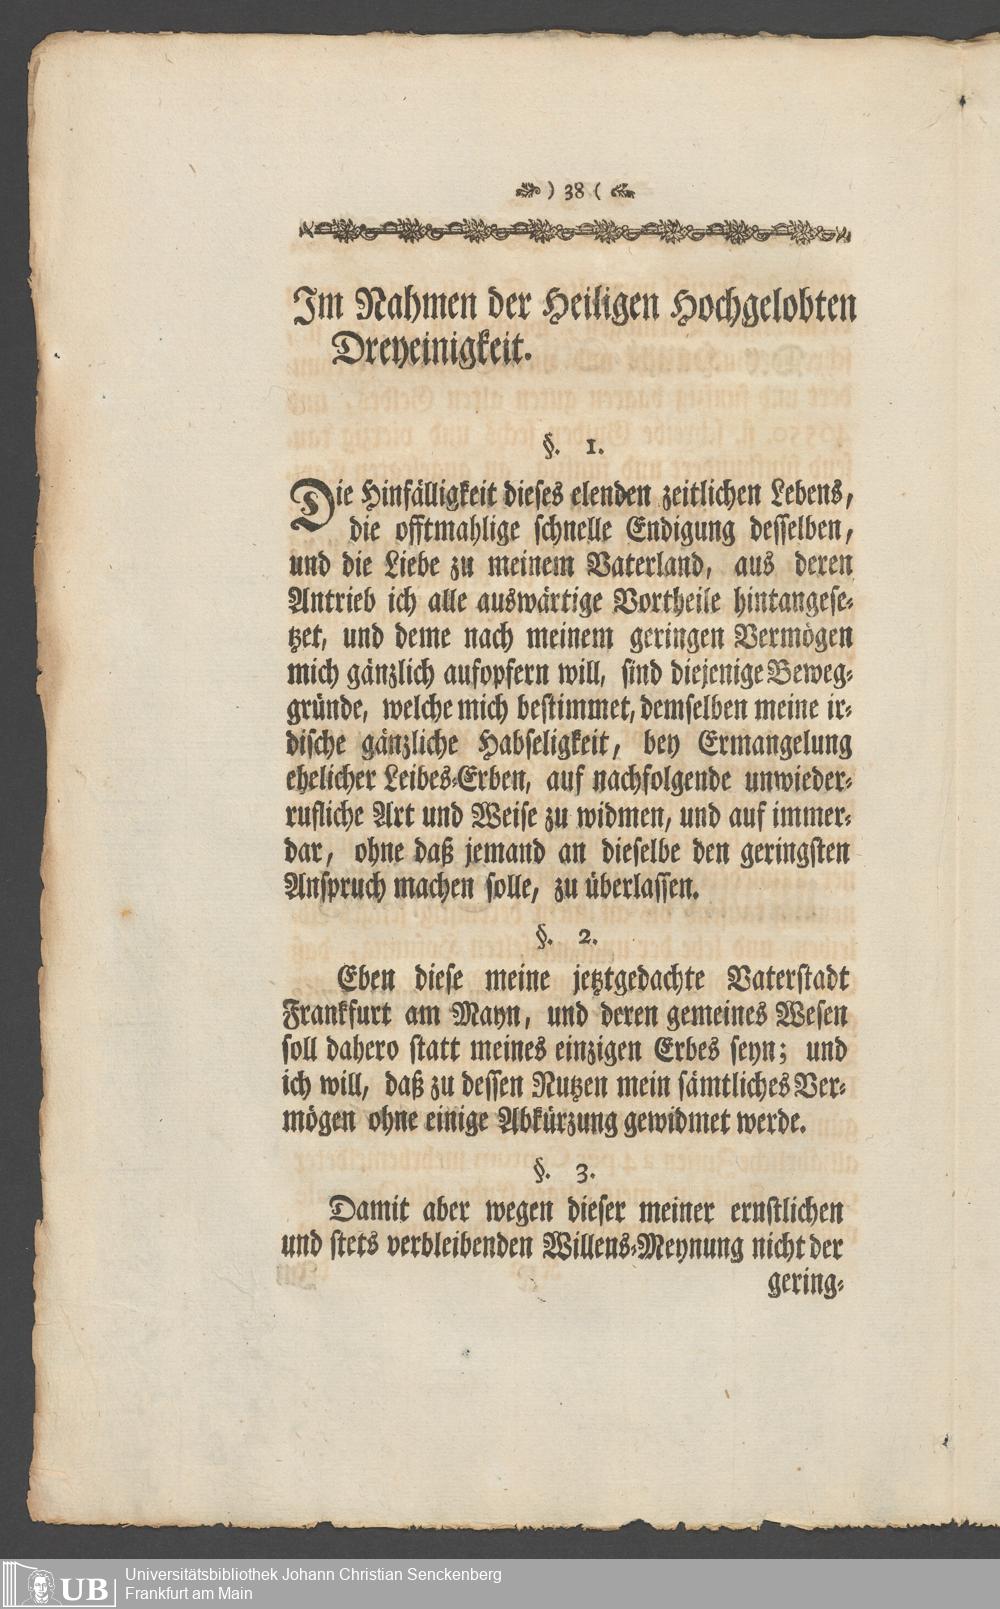 ) 38 (
Im Nahmen der Heiligen Hochgelobten
Dreyeinigkeit.
§. 1.
Die Hinfälligkeit dieses elenden zeitlichen Lebens,
die offtmahlige schnelle Endigung desselben,
und die Liebe zu meinem Vaterland, aus deren
Antrieb ich alle auswärtige Vortheile hintangese-
tzet, und deme nach meinem geringen Vermögen
mich gänzlich aufopfern will, sind diejenige Beweg-
gründe, welche mich bestimmet, demselben meine ir-
dische gänzliche Habseligkeit, bey Ermangelung
ehelicher Leibes-Erben, auf nachfolgende unwieder-
rufliche Art und Weise zu widmen, und auf immer-
dar, ohne daß jemand an dieselbe den geringsten
Anspruch machen solle, zu überlassen.
§. 2.
Eben diese meine jetztgedachte Vaterstadt
Frankfurt am Mayn, und deren gemeines Wesen
soll dahero statt meines einzigen Erbes seyn; und
ich will, daß zu dessen Nutzen mein sämtliches Ver-
mögen ohne einige Abkürzung gewidmet werde.
§. 3.
Damit aber wegen dieser meiner ernstlichen
und stets verbleibenden Willens-Meynung nicht der
gering-
UB
Universitätsbibliothek Johann Christian Senckenberg
Frankfurt am Main